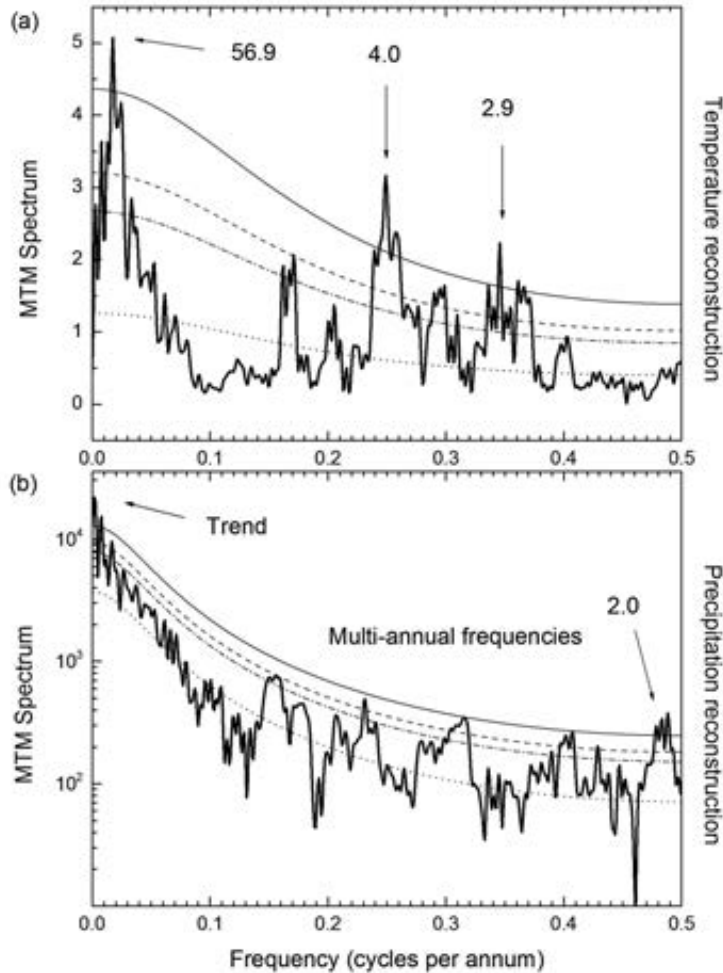 (a)
56.9
4.0
2.9
5
4
3
2
1
0
MTM Spectrum
Temperature reconstruction
0.0 0.1 0.2 0.3 0.4 0.5
(b)
Trend
Multi-annual frequencies
2.0
10⁴
10³
10²
MTM Spectrum
Precipitation reconstruction
0.0 0.1 0.2 0.3 0.4 0.5
Frequency (cycles per annum)